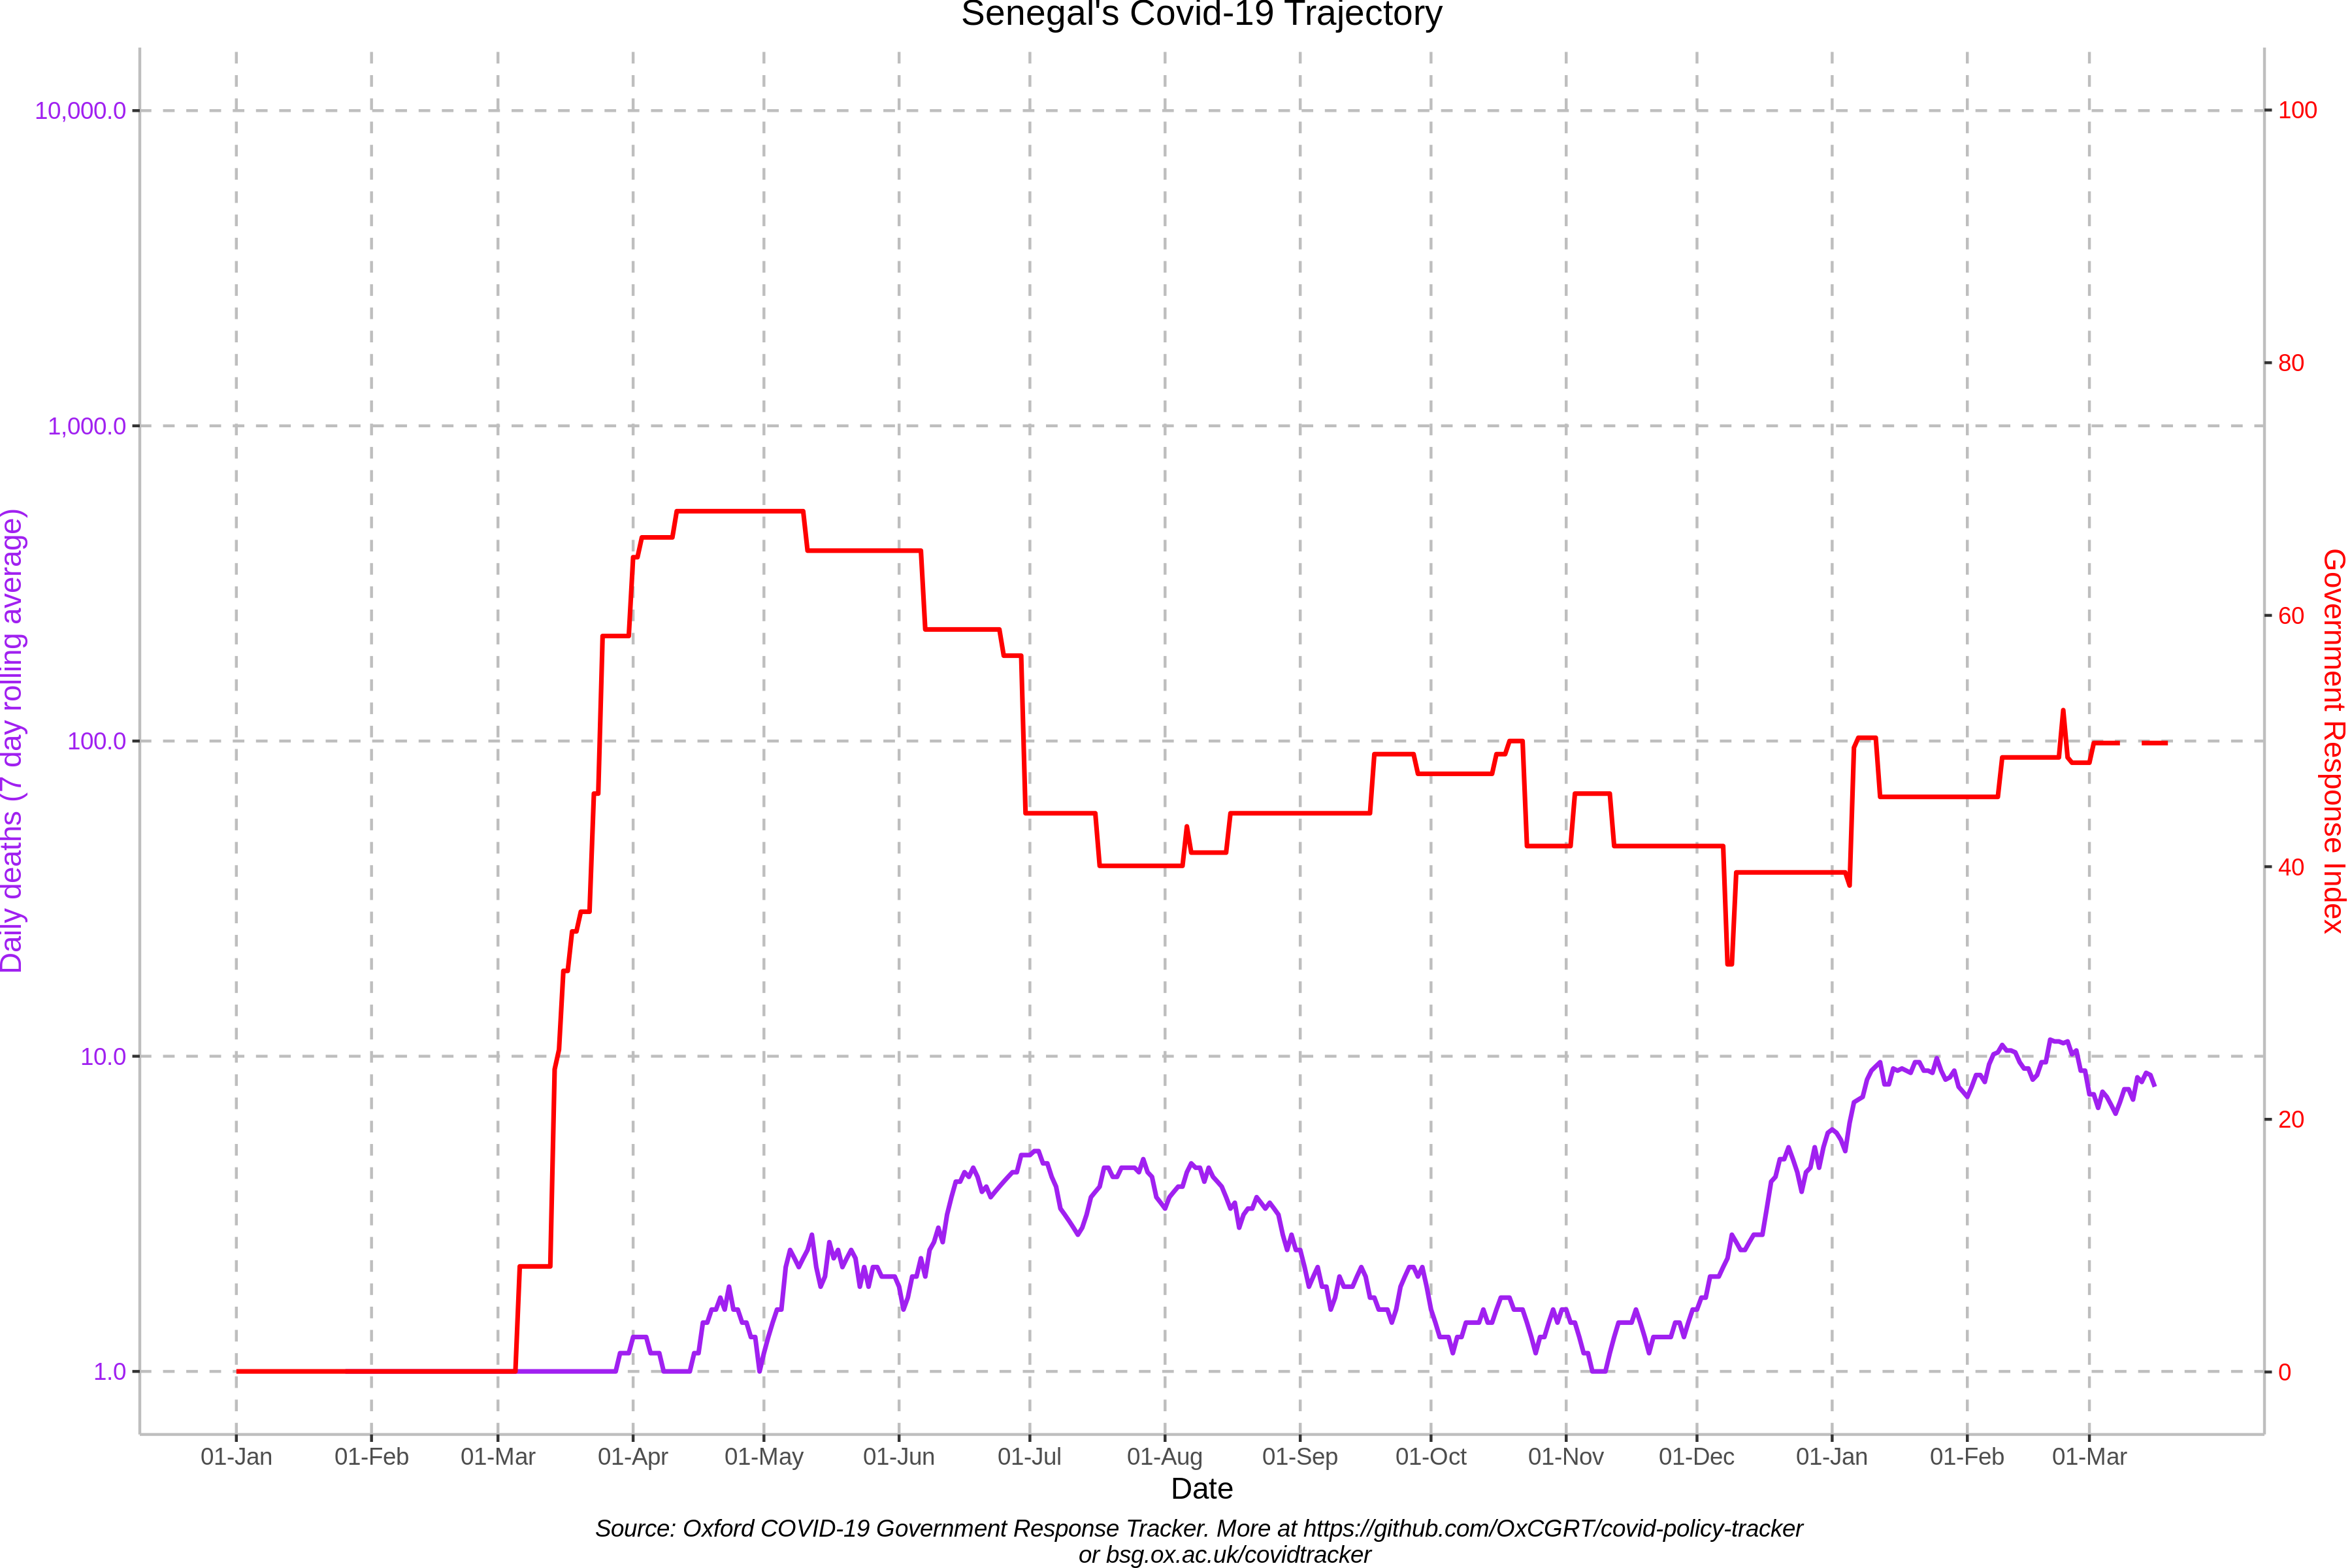 Senegal's Covid-19 Trajectory
10,000.0
1,000.0
100.0
10.0
1.0
Daily deaths (7 day rolling average)
100
80
60
40
20
0
Government Response Index
01-Jan 01-Feb 01-Mar 01-Apr 01-May 01-Jun 01-Jul 01-Aug 01-Sep 01-Oct 01-Nov 01-Dec 01-Jan 01-Feb 01-Mar
Date
Source: Oxford COVID-19 Government Response Tracker. More at https://github.com/OxCGRT/covid-policy-tracker
or bsg.ox.ac.uk/covidtracker